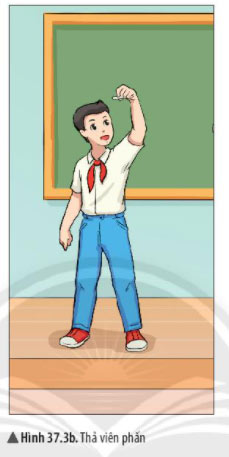 ▲ Hình 37.3b. Thả viên phấn